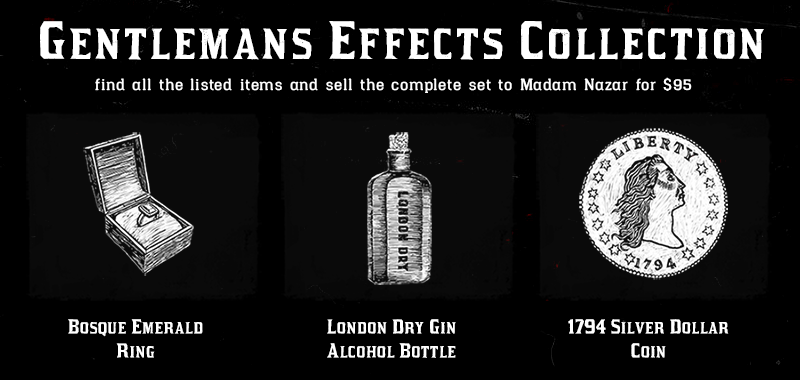 Gentlemans Effects Collection
find all the listed items and sell the complete set to Madam Nazar for $95
LONDON DRY
LIBERTY
1794
Bosque Emerald
Ring
London Dry Gin
Alcohol Bottle
1794 Silver Dollar
Coin